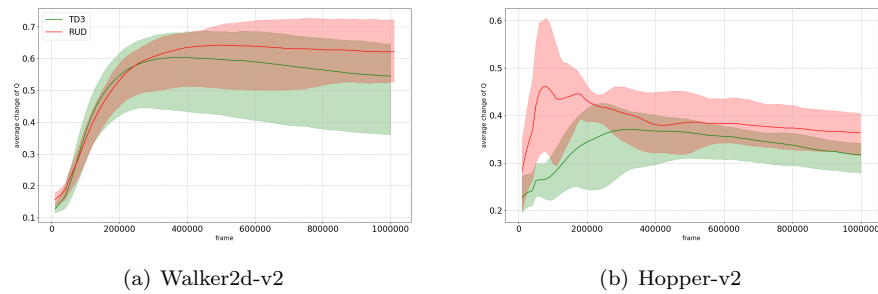 TD3
RUD
average change of Q
0.7
0.6
0.5
0.4
0.3
0.2
0.1
0 200000 400000 600000 800000 1000000
frame
(a) Walker2d-v2
average change of Q
0.6
0.5
0.4
0.3
0.2
0 200000 400000 600000 800000 1000000
frame
(b) Hopper-v2